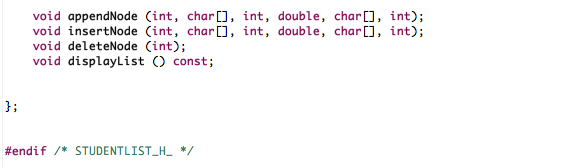 void appendNode (int, char[], int, double, char[], int);
void insertNode (int, char[], int, double, char[], int);
void deleteNode (int);
void displayList () const;
};
#endif /* STUDENTLIST_H_ */